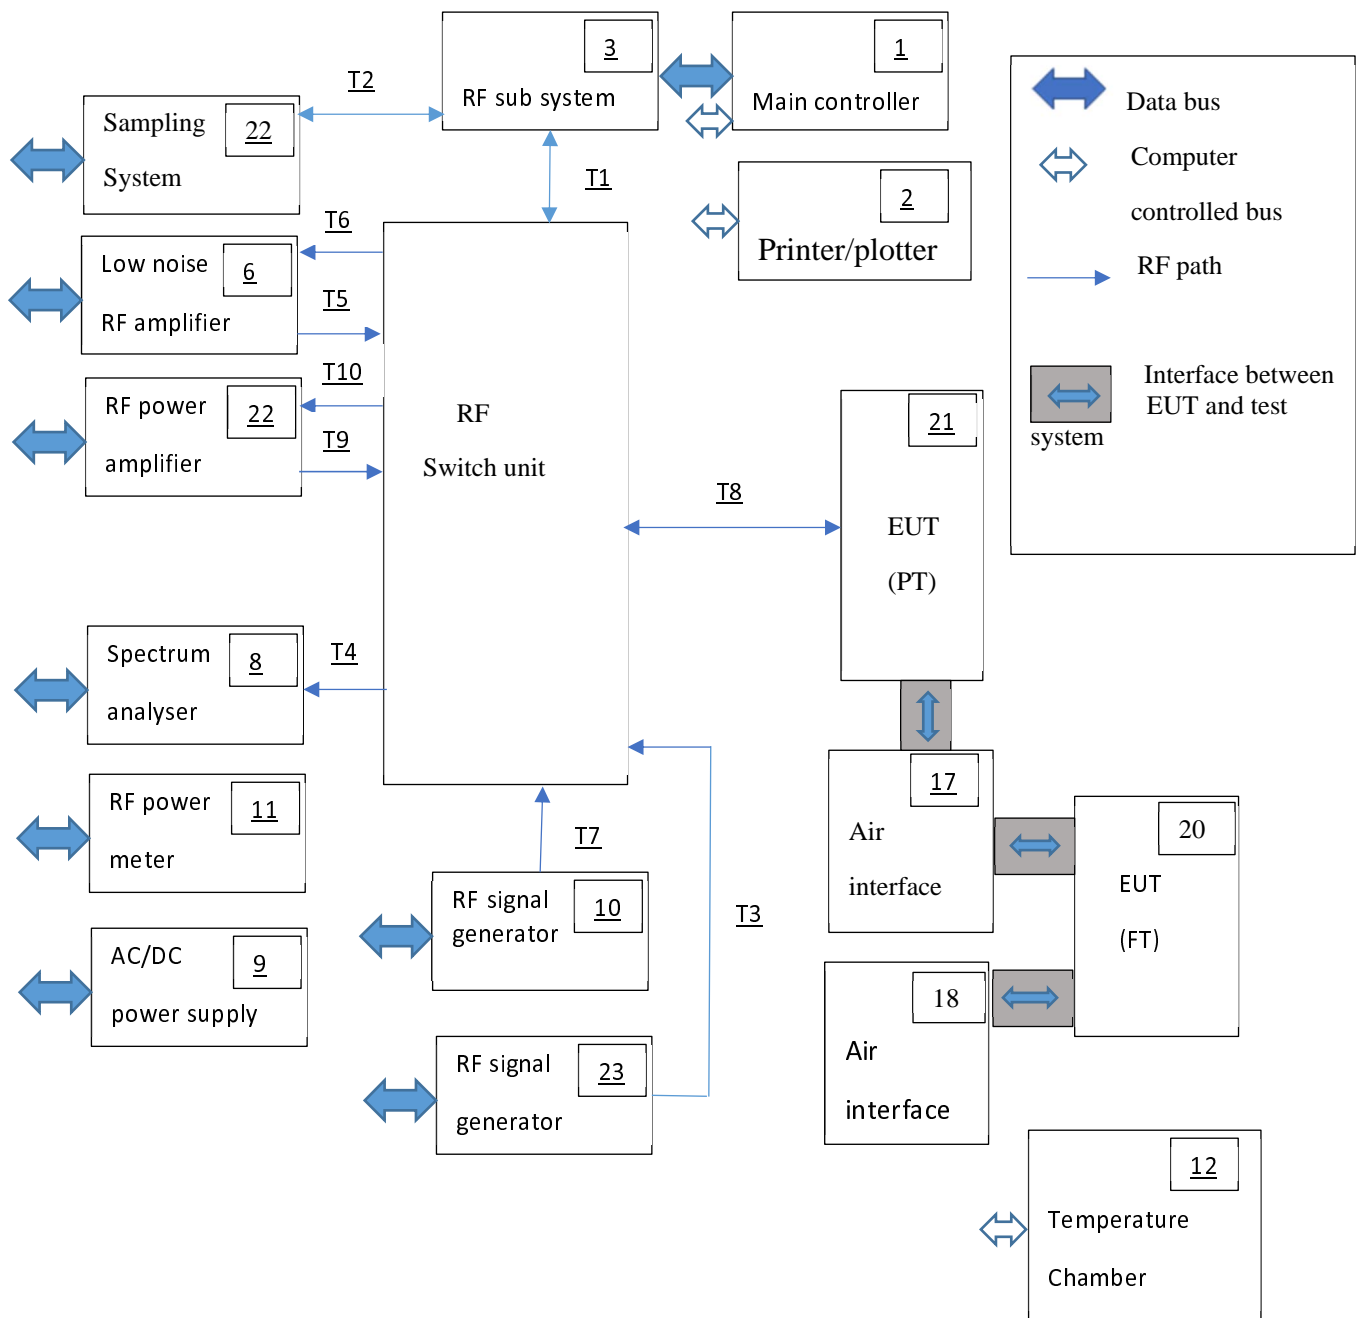 3
RF sub system
1
Main controller
T2
Sampling
22
System
T1
2
Printer/plotter
Data bus
Computer
controlled bus
RF path
Interface between
EUT and test
system
T6
Low noise
6
RF amplifier
T5
T10
RF power
22
amplifier
T9
RF
Switch unit
T8
21
EUT
(PT)
Spectrum
8
analyser
T4
RF power
11
meter
AC/DC
9
power supply
T7
RF signal
10
generator
T3
RF signal
23
generator
17
Air
interface
20
EUT
(FT)
18
Air
interface
12
Temperature
Chamber